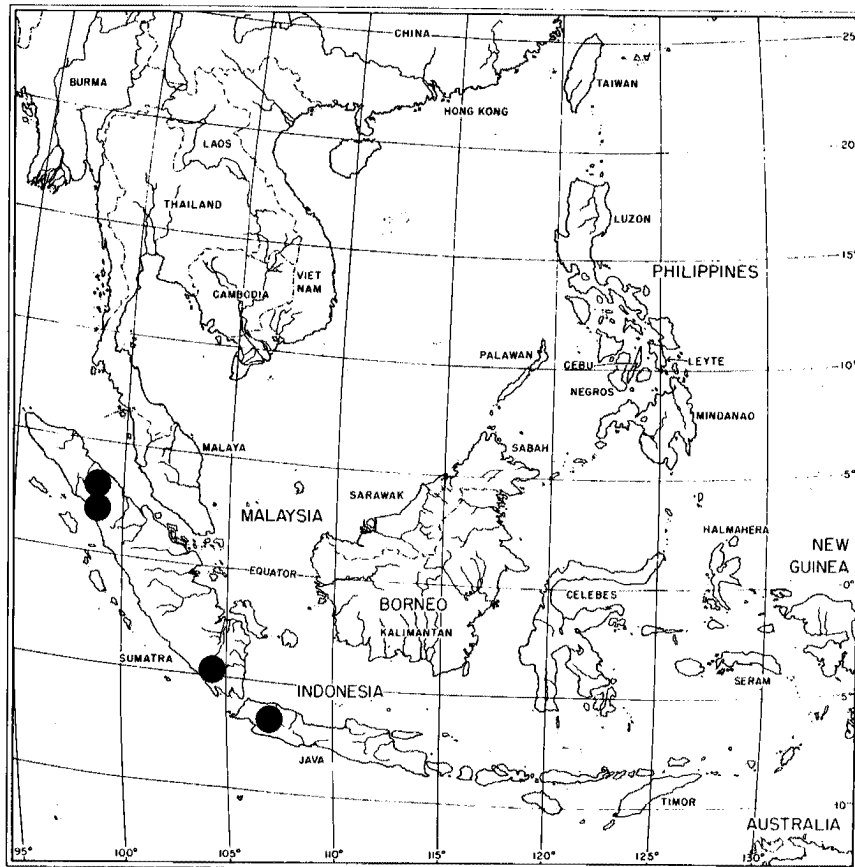 CHINA
25°
BURMA
TAIWAN
HONG KONG
LAOS
20°
THAILAND
LUZON
VIET
NAM
15°
PHILIPPINES
CAMBODIA
PALAWAN
CEBU
LEYTE
10°
NEGROS
MINDANAO
MALAYA
SABAH
5°
SARAWAK
MALAYSIA
HALMAHERA
NEW
GUINEA
EQUATOR
0°
CELEBES
BORNEO
KALIMANTAN
SUMATRA
SERAM
INDONESIA
5°
JAVA
TIMOR
10°
AUSTRALIA
95°
100°
105°
110°
115°
120°
125°
130°